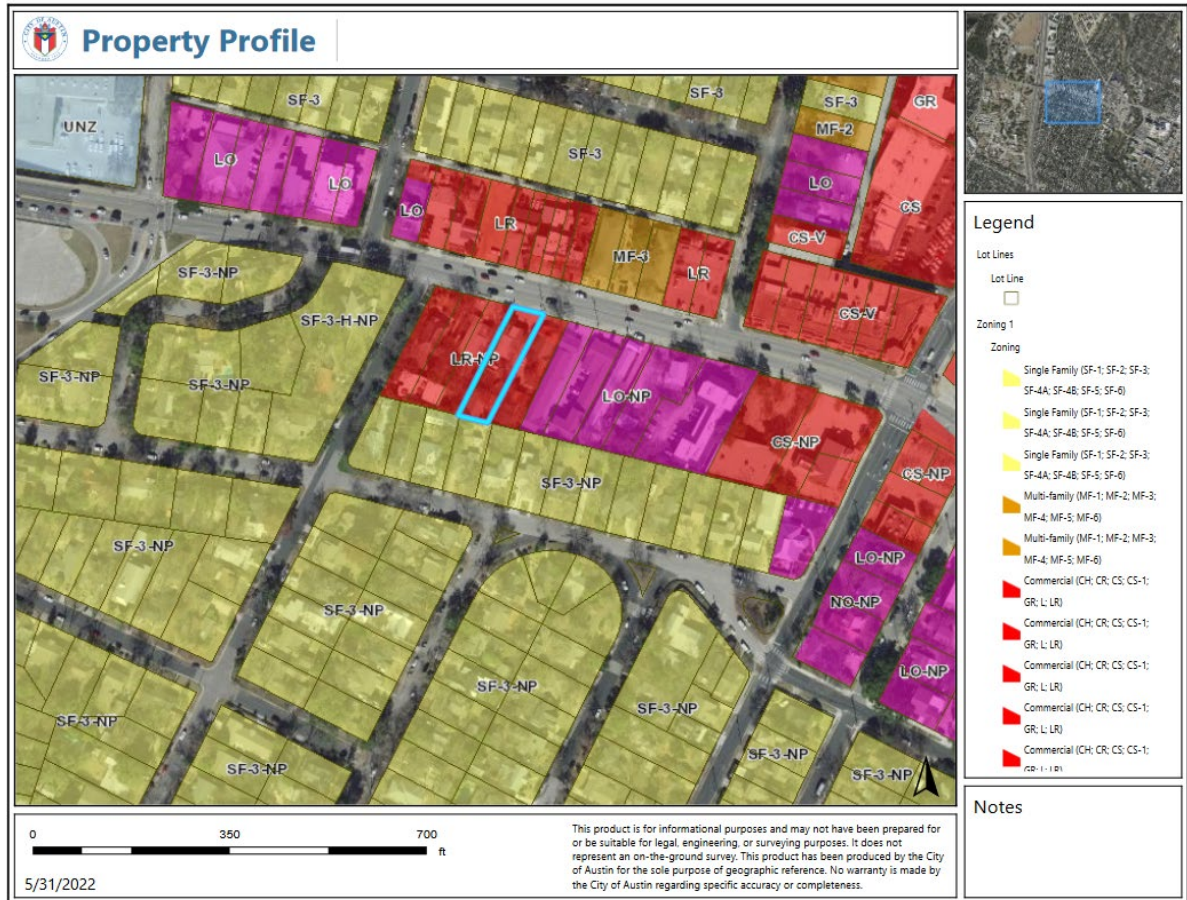 CITY OF AUSTIN
Property Profile
SF-3
SF-3
SF-3
GR
UNZ
MF-2
LO
SF-3
LO
LO
LO
CS
LR
CS-V
MF-3
SF-3-NP
LR
CS-V
SF-3-H-NP
LR-NP
SF-3-NP
SF-3-NP
LO-NP
CS-NP
CS-NP
SF-3-NP
SF-3-NP
LO-NP
SF-3-NP
NO-NP
LO-NP
SF-3-NP
SF-3-NP
SF-3-NP
SF-3-NP
SF-3-NP
SF-3-NP
Legend
Lot Lines
Lot Line
Zoning 1
Zoning
Single Family (SF-1; SF-2; SF-3;
SF-4A; SF-4B; SF-5; SF-6)
Single Family (SF-1; SF-2; SF-3;
SF-4A; SF-4B; SF-5; SF-6)
Single Family (SF-1; SF-2; SF-3;
SF-4A; SF-4B; SF-5; SF-6)
Multi-family (MF-1; MF-2; MF-3;
MF-4; MF-5; MF-6)
Multi-family (MF-1; MF-2; MF-3;
MF-4; MF-5; MF-6)
Commercial (CH; CR; CS; CS-1;
GR; L; LR)
Commercial (CH; CR; CS; CS-1;
GR; L; LR)
Commercial (CH; CR; CS; CS-1;
GR; L; LR)
Commercial (CH; CR; CS; CS-1;
GR; L; LR)
Commercial (CH; CR; CS; CS-1;
GR; L; LR)
Notes
0 350 700
ft
5/31/2022
This product is for informational purposes and may not have been prepared for
or be suitable for legal, engineering, or surveying purposes. It does not
represent an on-the-ground survey. This product has been produced by the City
of Austin for the sole purpose of geographic reference. No warranty is made by
the City of Austin regarding specific accuracy or completeness.